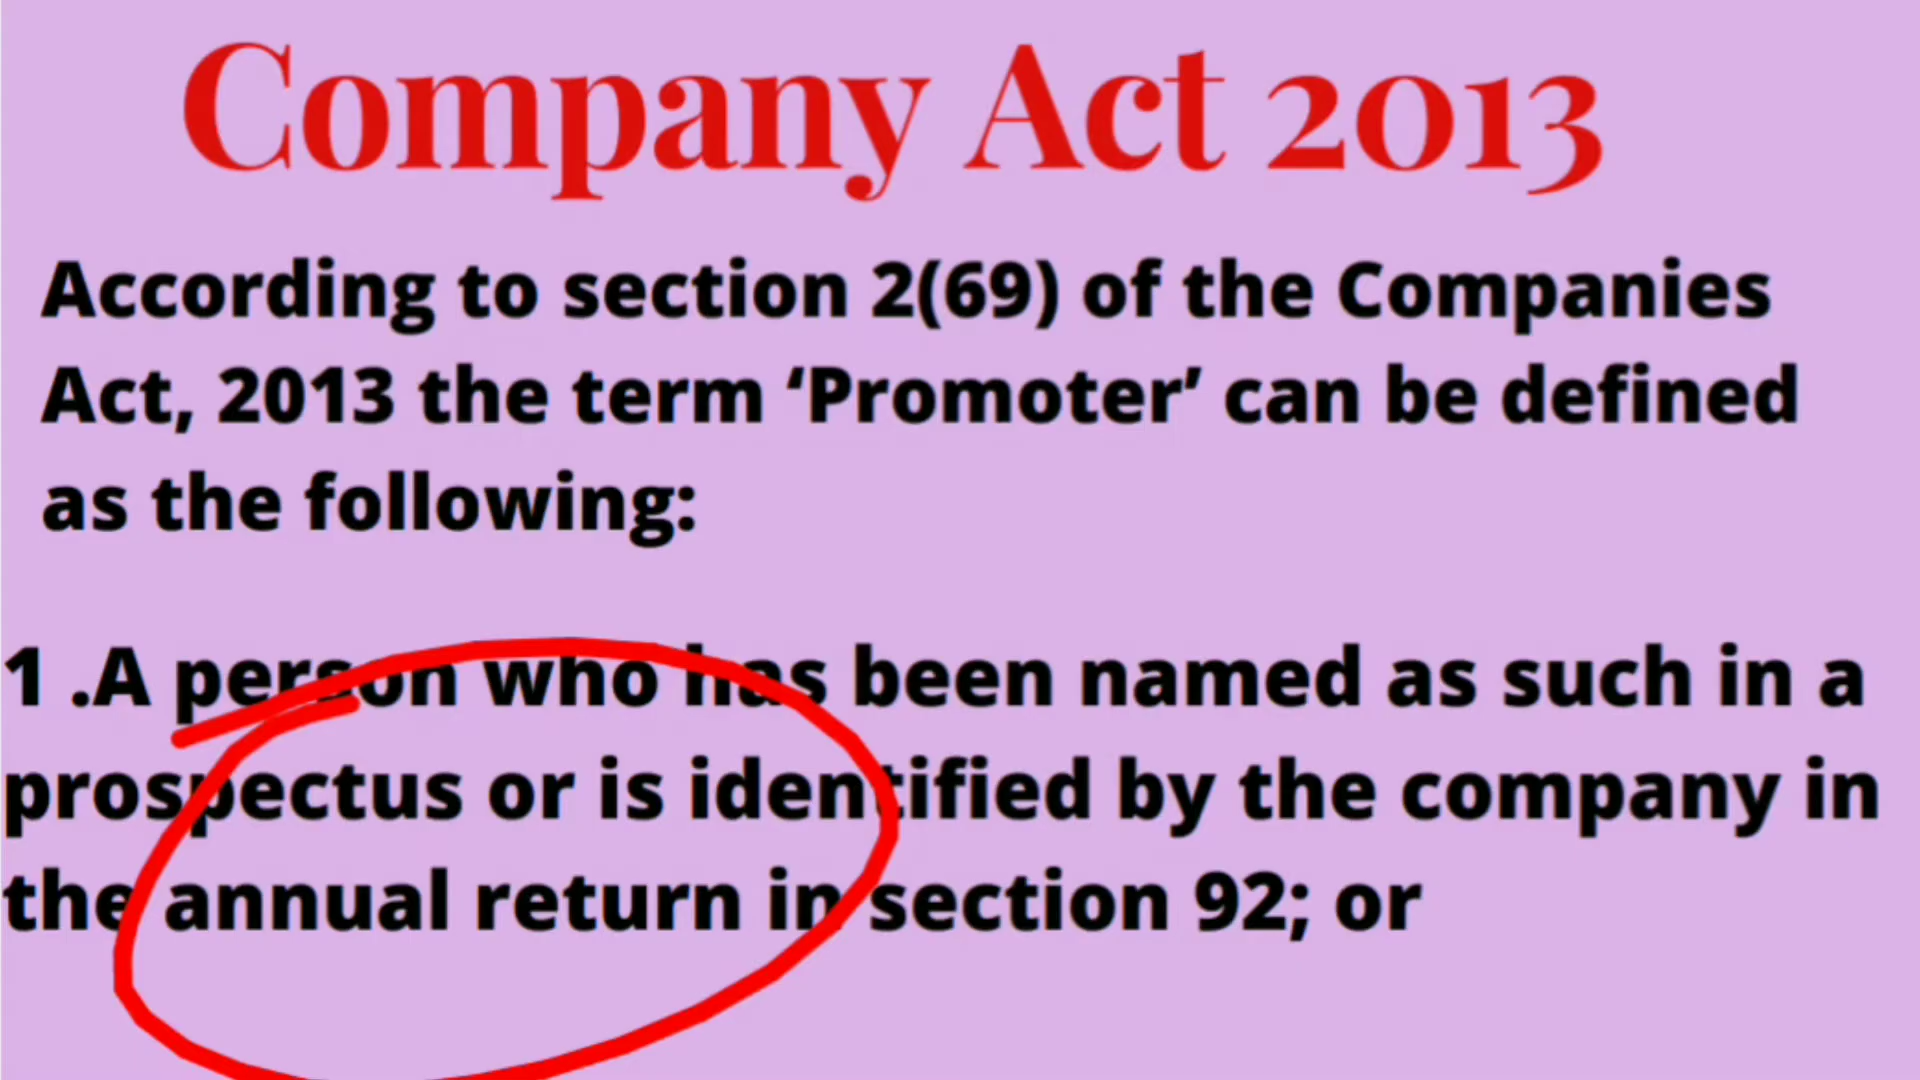 Company Act 2013
According to section 2(69) of the Companies
Act, 2013 the term ‘Promoter’ can be defined
as the following:
1 .A person who has been named as such in a
prospectus or is identified by the company in
the annual return in section 92; or